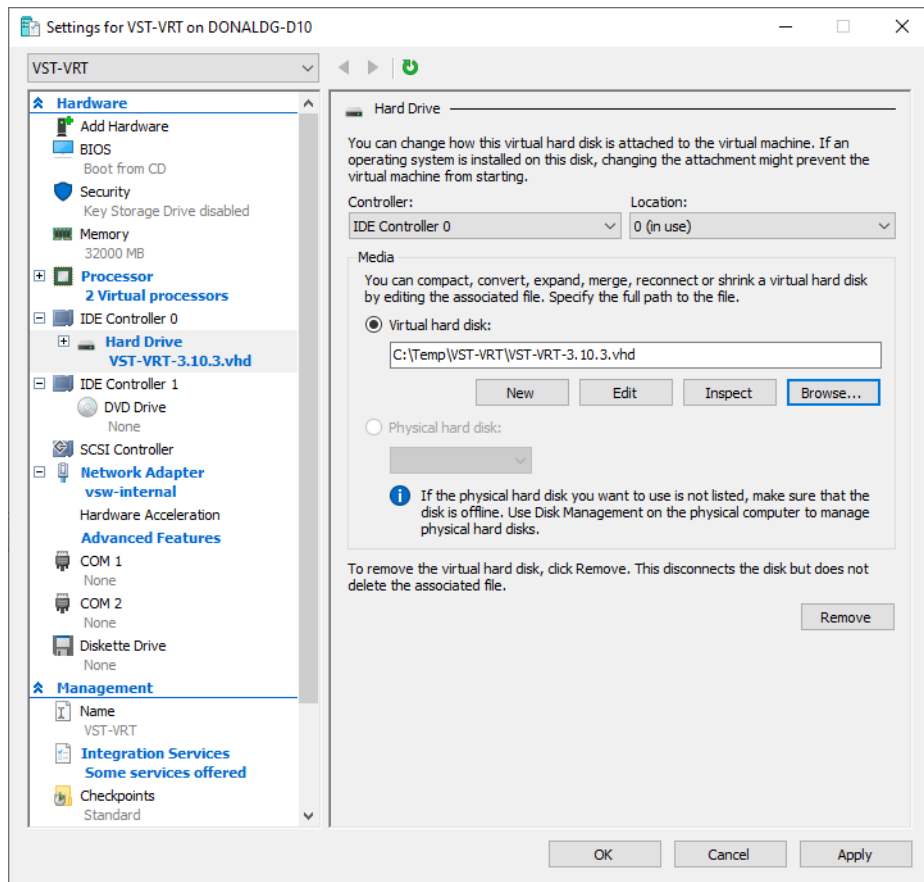 Settings for VST-VRT on DONALDG-D10
VST-VRT
Hardware
Add Hardware
BIOS
Boot from CD
Security
Key Storage Drive disabled
Memory
32000 MB
Processor
2 Virtual processors
IDE Controller 0
Hard Drive
VST-VRT-3.10.3.vhd
IDE Controller 1
DVD Drive
None
SCSI Controller
Network Adapter
vsw-internal
Hardware Acceleration
Advanced Features
COM 1
None
COM 2
None
Diskette Drive
None
Management
Name
VST-VRT
Integration Services
Some services offered
Checkpoints
Standard
Hard Drive
You can change how this virtual hard disk is attached to the virtual machine. If an
operating system is installed on this disk, changing the attachment might prevent the
virtual machine from starting.
Controller: Location:
IDE Controller 0 0 (in use)
Media
You can compact, convert, expand, merge, reconnect or shrink a virtual hard disk
by editing the associated file. Specify the full path to the file.
Virtual hard disk:
C:\Temp\VST-VRT\VST-VRT-3.10.3.vhd
New Edit Inspect Browse...
Physical hard disk:
If the physical hard disk you want to use is not listed, make sure that the
disk is offline. Use Disk Management on the physical computer to manage
physical hard disks.
To remove the virtual hard disk, click Remove. This disconnects the disk but does not
delete the associated file.
Remove
OK Cancel Apply